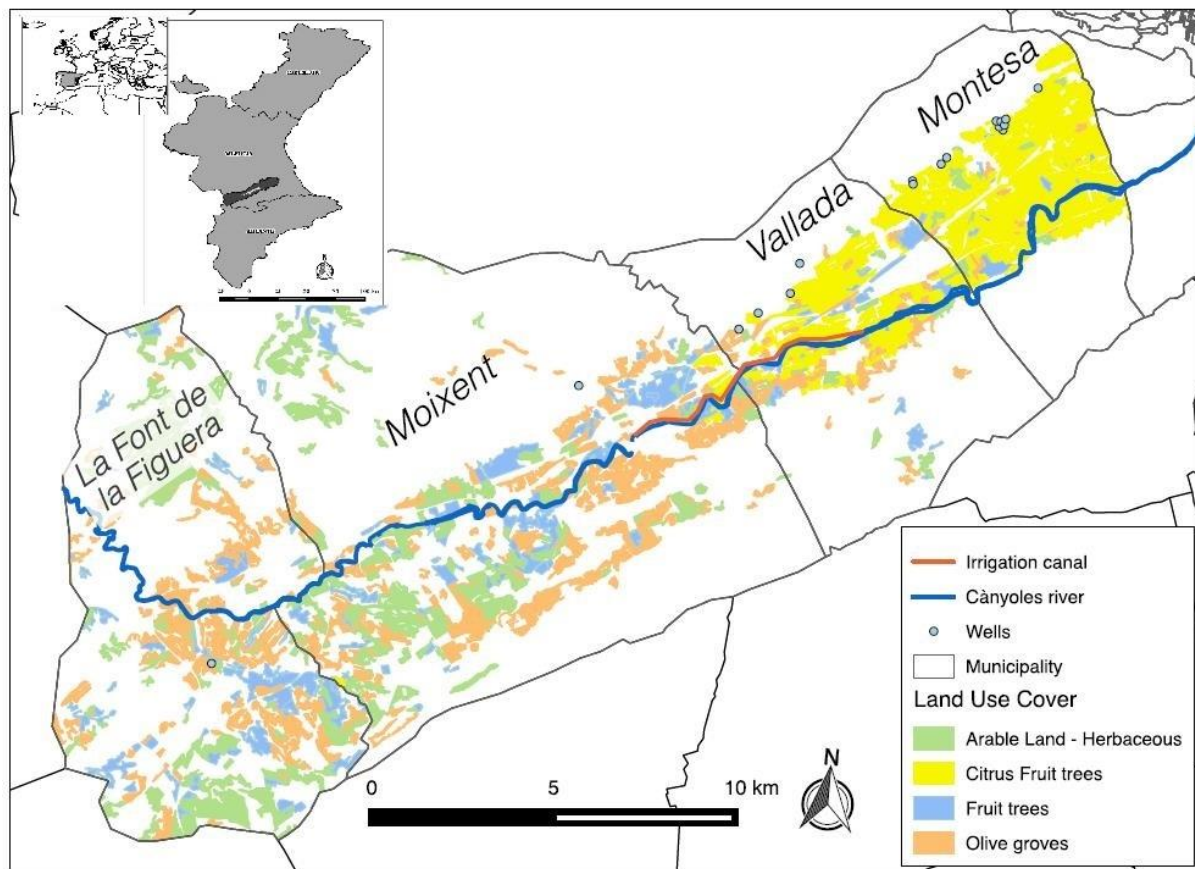 Montesa
Vallada
Moixent
La Font de
la Figuera
N
0 5 10 km
Irrigation canal
Cànyoles river
Wells
Municipality
Land Use Cover
Arable Land - Herbaceous
Citrus Fruit trees
Fruit trees
Olive groves